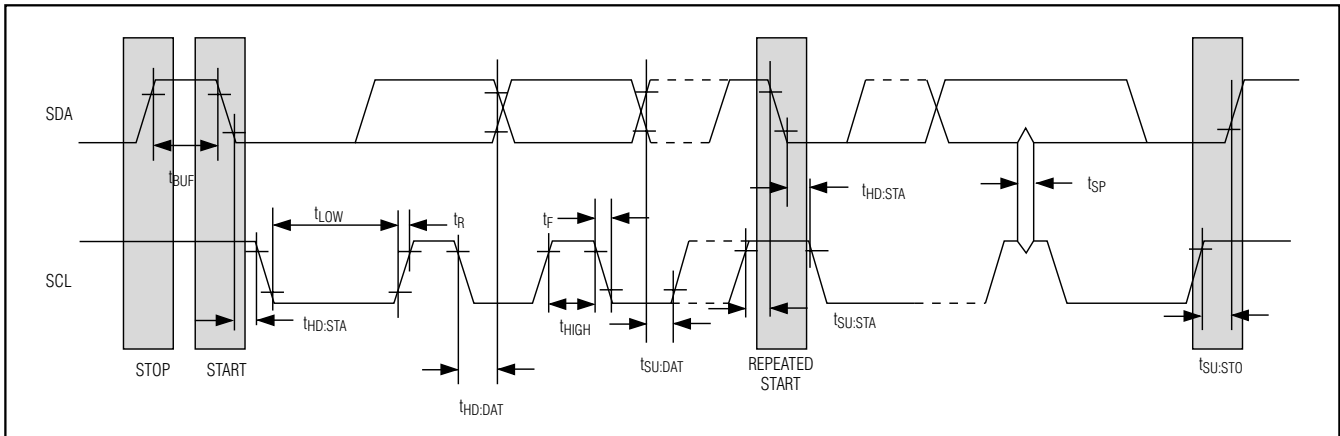 SDA
tBUF
tHD:STA
tSP
tLOW
tR
tF
SCL
tHD:STA
tHIGH
tSU:STA
tSU:DAT
STOP
START
REPEATED
START
tSU:STO
tHD:DAT